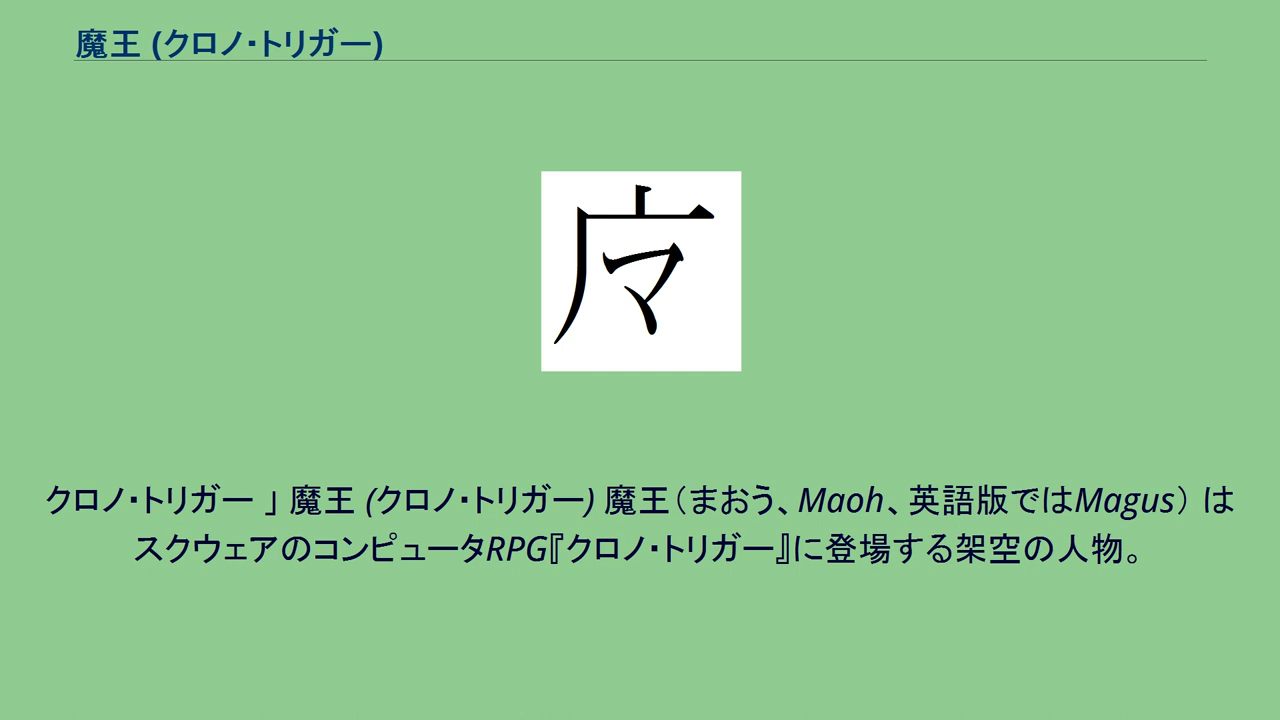 魔王 (クロノ・トリガー)
广マ
クロノ・トリガー 」 魔王 (クロノ・トリガー) 魔王（まおう、Maoh、英語版ではMagus） は
スクウェアのコンピュータRPG『クロノ・トリガー』に登場する架空の人物。